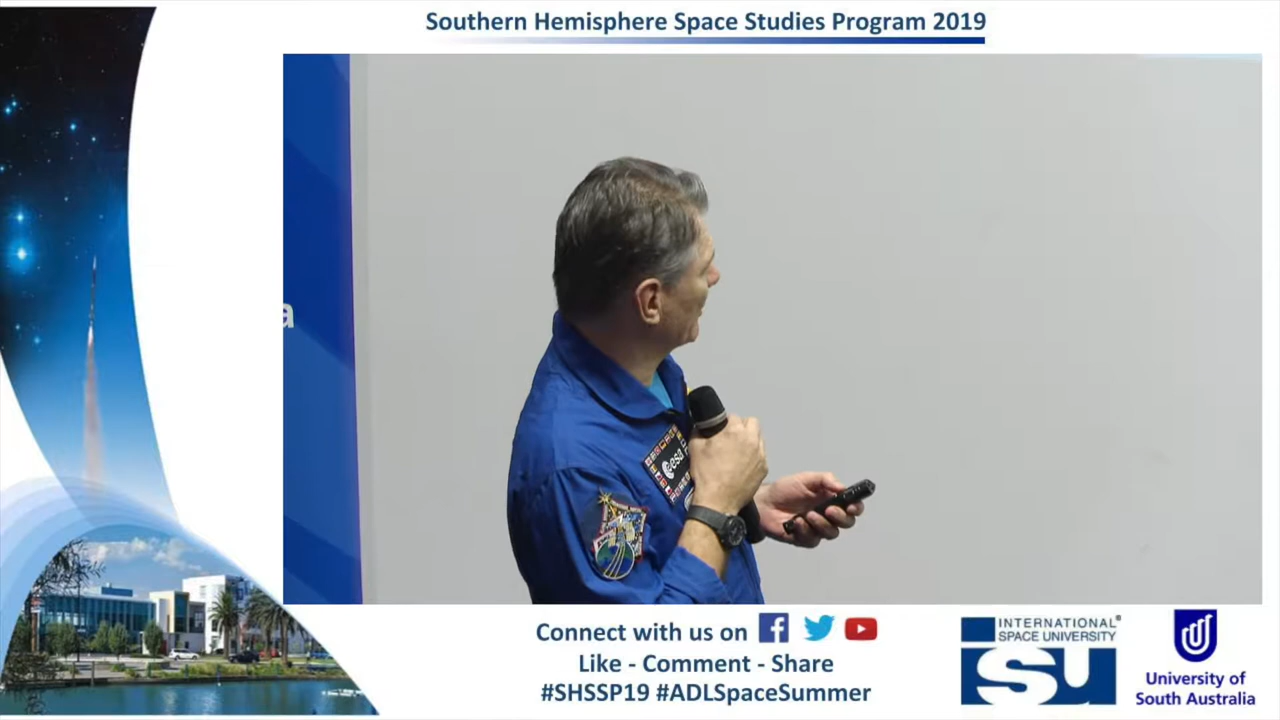 Southern Hemisphere Space Studies Program 2019
a
esa
Connect with us on
Like - Comment - Share
#SHSSP19 #ADLSpaceSummer
INTERNATIONAL®
SPACE UNIVERSITY
ISU
University of
South Australia